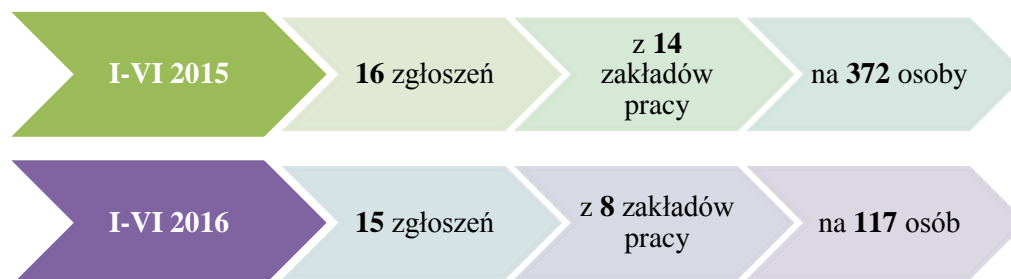 I-VI 2015
16 zgłoszeń
z 14
zakładów
pracy
na 372 osoby
I-VI 2016
15 zgłoszeń
z 8 zakładów
pracy
na 117 osób